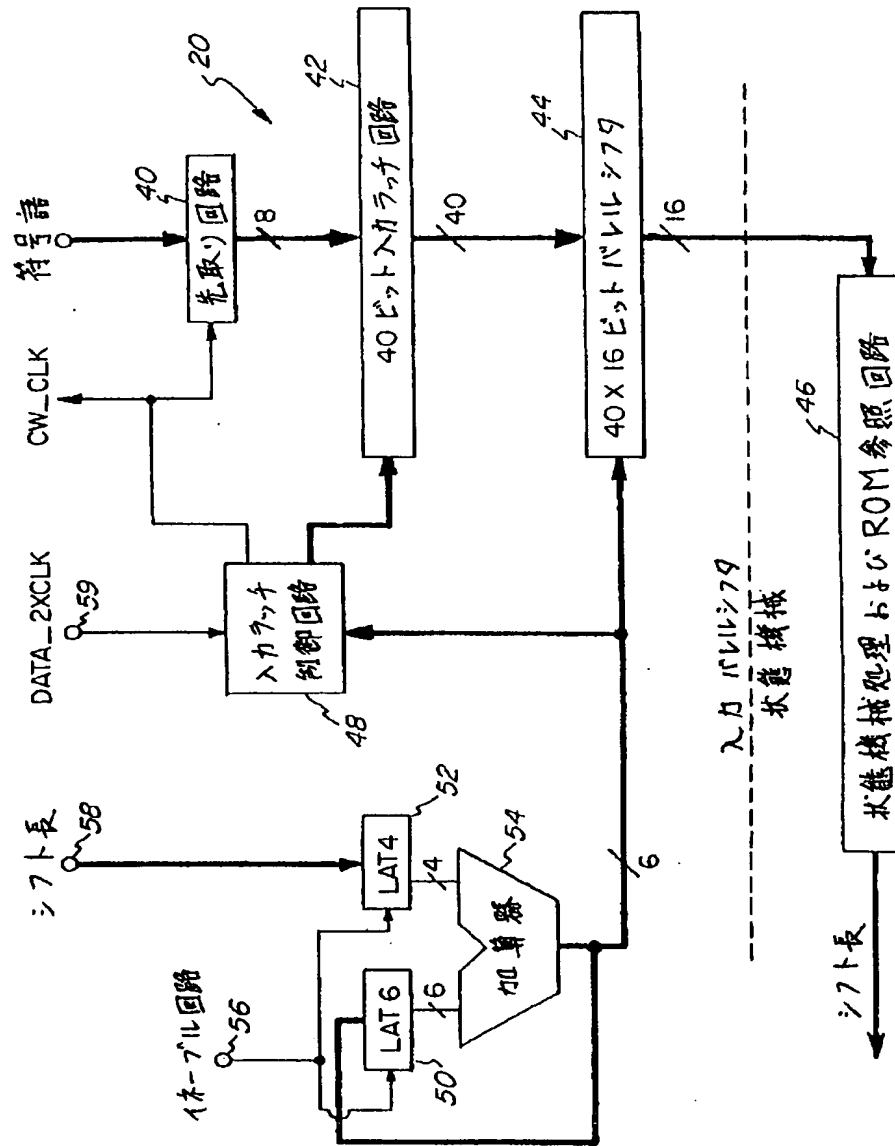 イネーブル回路
56
シフト長
58
DATA_2XCLK
59
CW_CLK
符号語
20
40
先取り回路
8
42
40ビット入力ラッチ回路
40
入力ラッチ
制御回路
48
52
LAT4
4
LAT6
50
6
54
加算器
44
40X16ビットバレルシフタ
16
6
入力バレルシフタ
状態機械
46
状態機械処理およびROM参照回路
シフト長